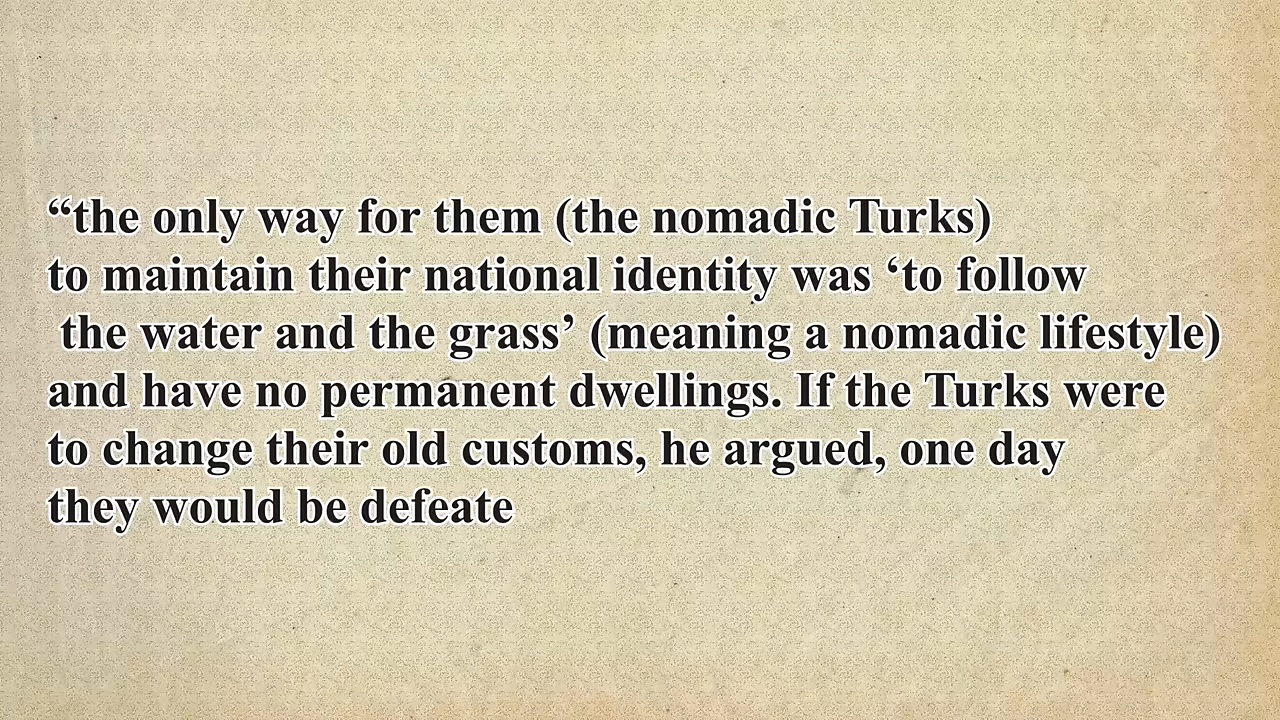 “the only way for them (the nomadic Turks)
to maintain their national identity was ‘to follow
the water and the grass’ (meaning a nomadic lifestyle)
and have no permanent dwellings. If the Turks were
to change their old customs, he argued, one day
they would be defeate